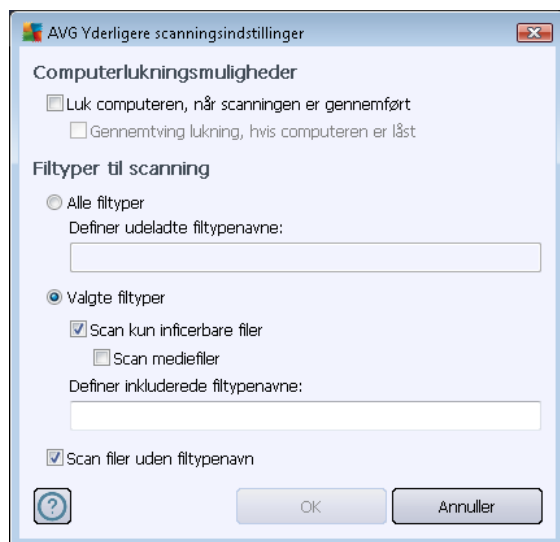 AVG Yderligere scanningsindstillinger
Computerlukningsmuligheder
Luk computeren, når scanningen er gennemført
Gennemtving lukning, hvis computeren er låst
Filtyper til scanning
Alle filtyper
Definer udeladte filtypenavne:
Valgte filtyper
Scan kun inficerbare filer
Scan mediefiler
Definer inkluderede filtypenavne:
Scan filer uden filtypenavn
?
OK
Annuller